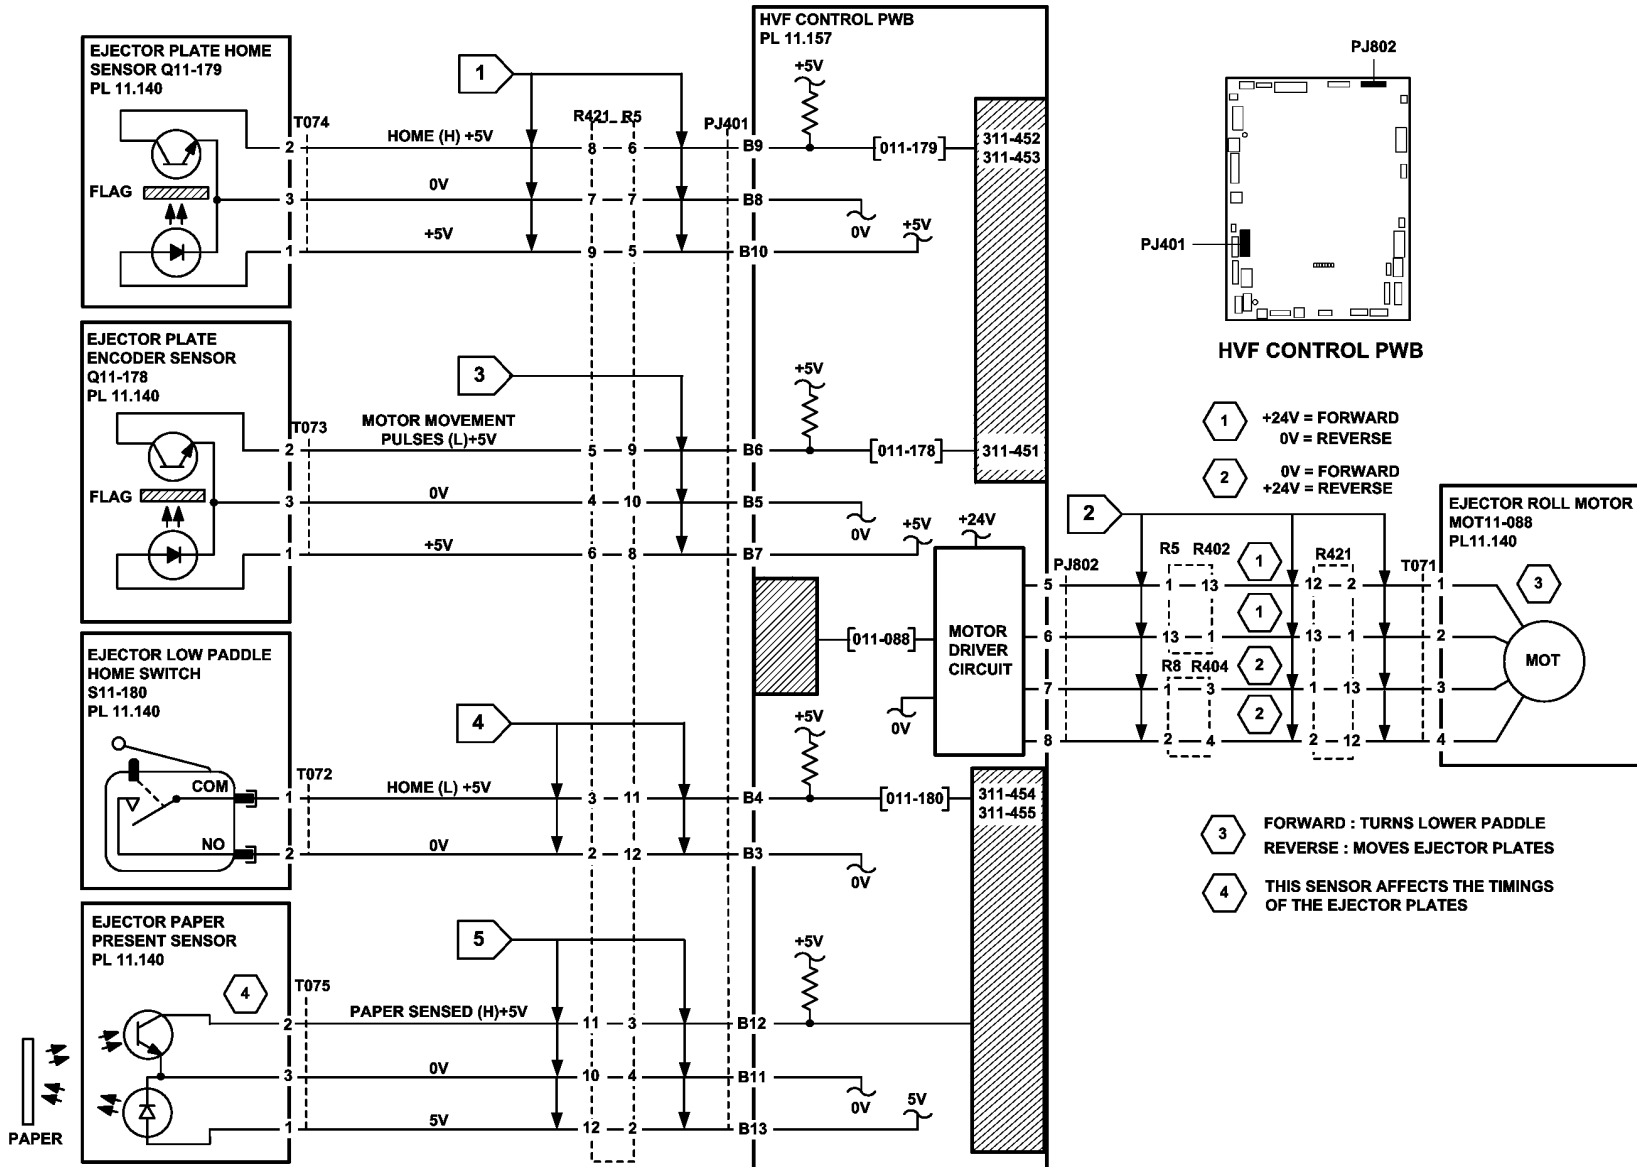 HVF CONTROL PWB
PL 11.157
EJECTOR PLATE HOME
SENSOR Q11-179
PL 11.140
FLAG
T074
2
3
1
HOME (H) +5V
0V
+5V
1
R421 R5
8 6
7 7
9 5
PJ401
B9
B8
B10
+5V
[011-179]
311-452
311-453
0V
+5V
PJ802
PJ401
HVF CONTROL PWB
EJECTOR PLATE
ENCODER SENSOR
Q11-178
PL 11.140
FLAG
T073
2
3
1
MOTOR MOVEMENT
PULSES (L)+5V
0V
+5V
3
5 9
4 10
6 8
B6
B5
B7
+5V
[011-178]
311-451
0V
+5V
1
+24V = FORWARD
0V = REVERSE
2
0V = FORWARD
+24V = REVERSE
+24V
[011-088]
MOTOR
DRIVER
CIRCUIT
0V
5
6
7
8
PJ802
2
R5 R402
1 13
13 1
R8 R404
1 3
2 4
1
1
2
2
R421
12 2
13 1
1 13
2 12
T071
1
2
3
4
EJECTOR ROLL MOTOR
MOT11-088
PL11.140
3
MOT
EJECTOR LOW PADDLE
HOME SWITCH
S11-180
PL 11.140
COM
NO
T072
1
2
HOME (L) +5V
0V
4
3 11
2 12
B4
B3
+5V
[011-180]
311-454
311-455
0V
3
FORWARD : TURNS LOWER PADDLE
REVERSE : MOVES EJECTOR PLATES
4
THIS SENSOR AFFECTS THE TIMINGS
OF THE EJECTOR PLATES
EJECTOR PAPER
PRESENT SENSOR
PL 11.140
4
PAPER
T075
2
3
1
PAPER SENSED (H)+5V
0V
5V
5
11 3
10 4
12 2
B12
B11
B13
+5V
0V
5V